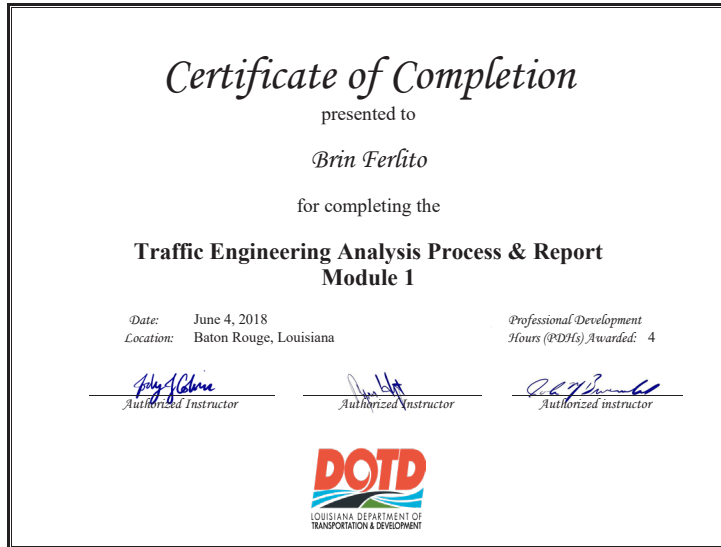 Certificate of Completion
presented to
Brin Ferlito
for completing the
Traffic Engineering Analysis Process & Report
Module 1
Date: June 4, 2018
Location: Baton Rouge, Louisiana
Professional Development
Hours (PDHs) Awarded: 4
Authorized Instructor
Authorized Instructor
Authorized instructor
DOTD
LOUISIANA DEPARTMENT OF
TRANSPORTATION & DEVELOPMENT